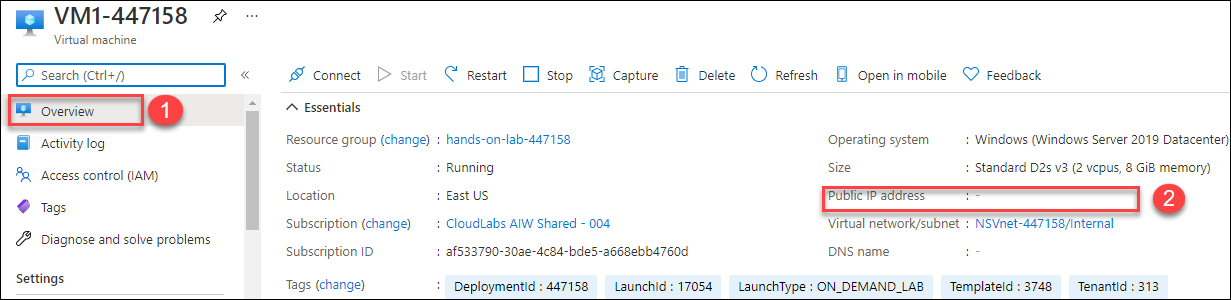 VM1-447158
...
Virtual machine
Search (Ctrl+/)
«
Overview
1
Activity log
Access control (IAM)
Tags
Diagnose and solve problems
Settings
Connect Start Restart Stop Capture Delete Refresh Open in mobile Feedback
Essentials
Resource group (change) : hands-on-lab-447158
Status : Running
Location : East US
Subscription (change) : CloudLabs AIW Shared - 004
Subscription ID : af533790-30ae-4c84-bde5-a668ebb4760d
Operating system : Windows (Windows Server 2019 Datacenter)
Size : Standard D2s v3 (2 vcpus, 8 GiB memory)
Public IP address : -
2
Virtual network/subnet : NSVnet-447158/Internal
DNS name : -
Tags (change) : DeploymentId : 447158 LaunchId : 17054 LaunchType : ON_DEMAND_LAB TemplateId : 3748 TenantId : 313